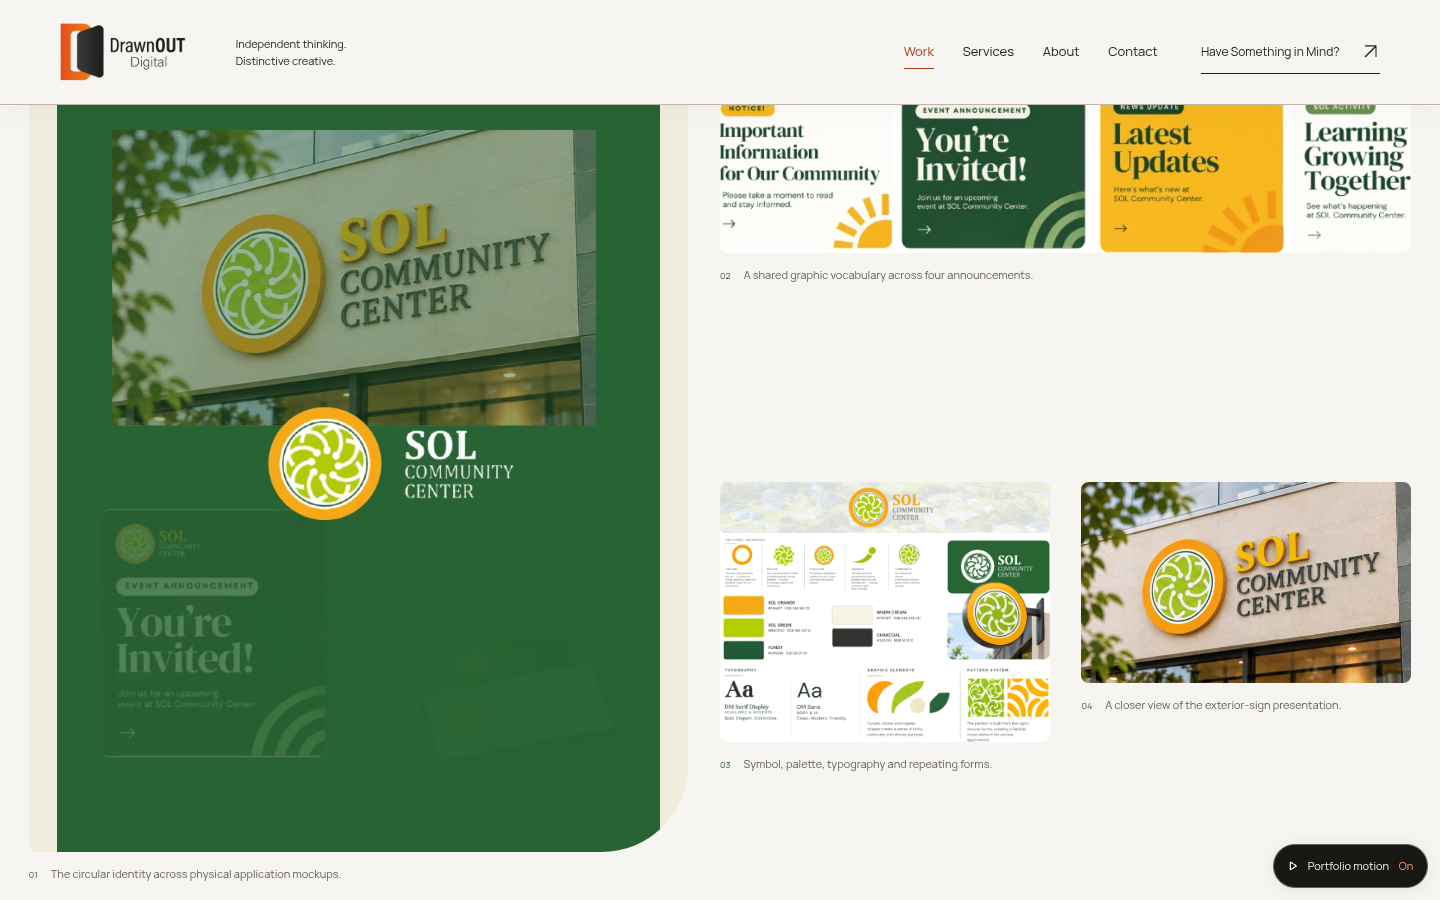 DrawnOUT
Digital
Independent thinking.
Distinctive creative.
Work
Services
About
Contact
Have Something in Mind?
SOL
COMMUNITY
CENTER
SOL
COMMUNITY
CENTER
SOL
COMMUNITY
CENTER
EVENT ANNOUNCEMENT
You're
Invited!
Join us for an upcoming
event at SOL Community Center.
01 The circular identity across physical application mockups.
NOTICE!
Important
Information
for Our Community
Please take a moment to read
and stay informed.
EVENT ANNOUNCEMENT
You're
Invited!
Join us for an upcoming
event at SOL Community Center.
NEWS UPDATE
Latest
Updates
Here's what's new at
SOL Community Center.
SOL ACTIVITY
Learning
Growing
Together
See what's happening
at SOL Community Center.
02 A shared graphic vocabulary across four announcements.
SOL
COMMUNITY
CENTER
SOL
COMMUNITY
CENTER
SOL ORANGE
SOL GREEN
FOREST
WARM CREAM
CHARCOAL
TYPOGRAPHY
Aa
DM Serif Display
Aa
DM Sans
Clean. Modern. Friendly.
GRAPHIC ELEMENTS
PATTERN SYSTEM
03 Symbol, palette, typography and repeating forms.
SOL
COMMUNITY
CENTER
04 A closer view of the exterior-sign presentation.
Portfolio motion On